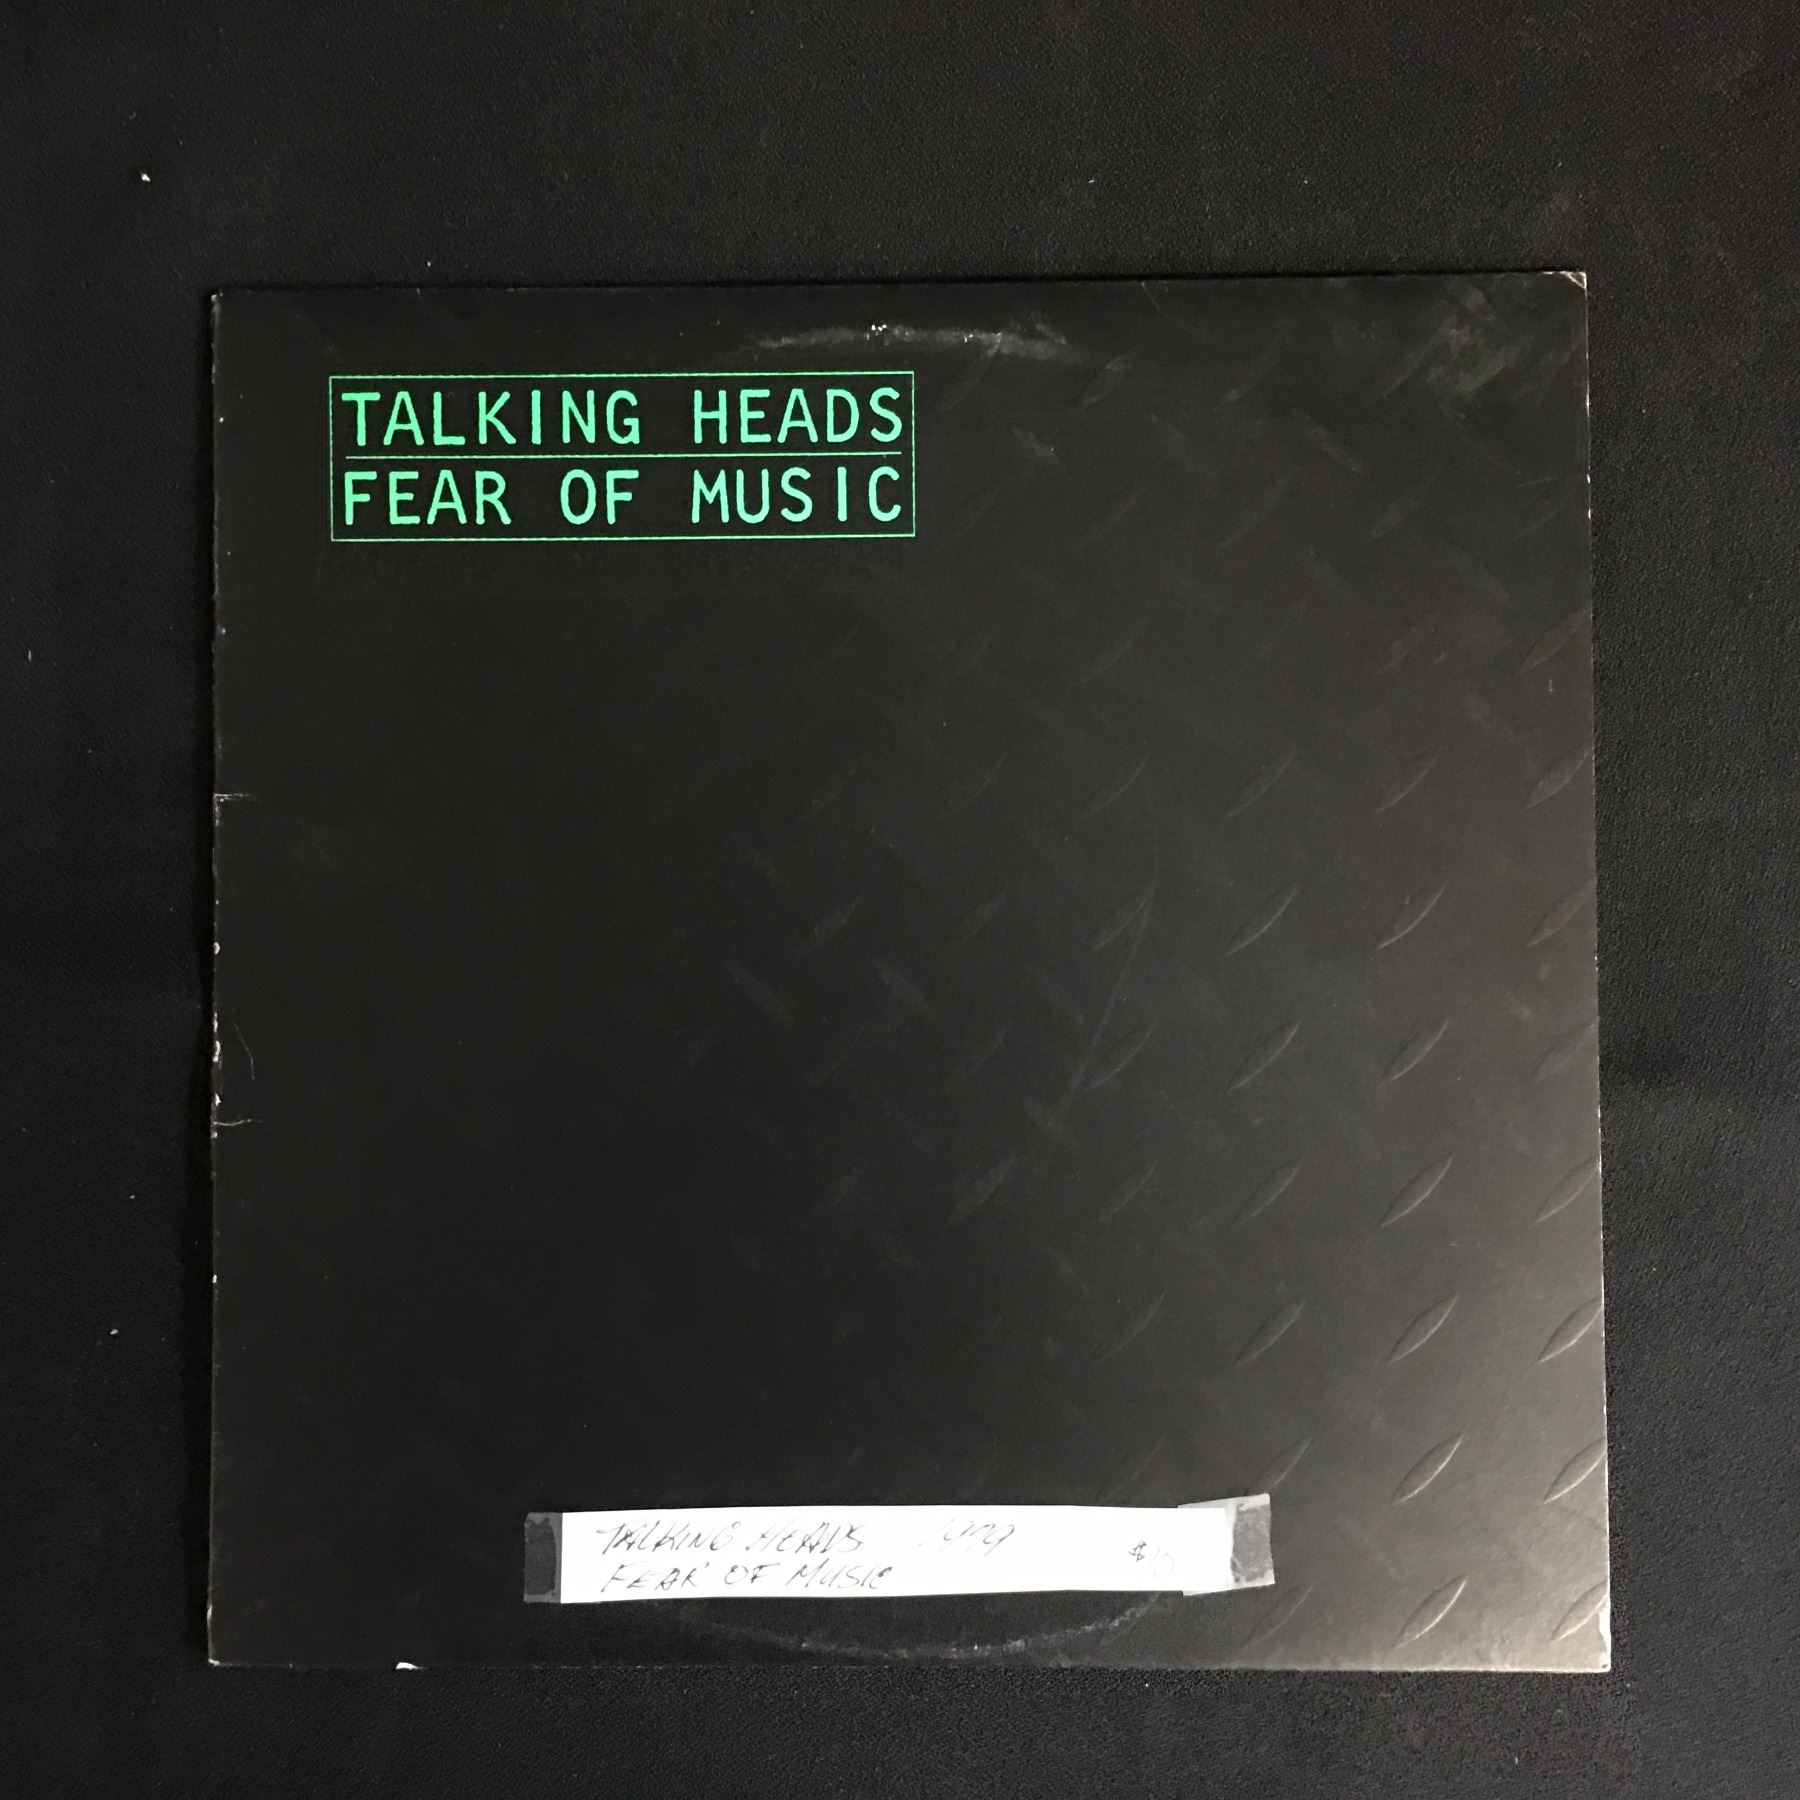 TALKING HEADS
FEAR OF MUSIC
TALKING HEADS 1979 $10
FEAR OF MUSIC